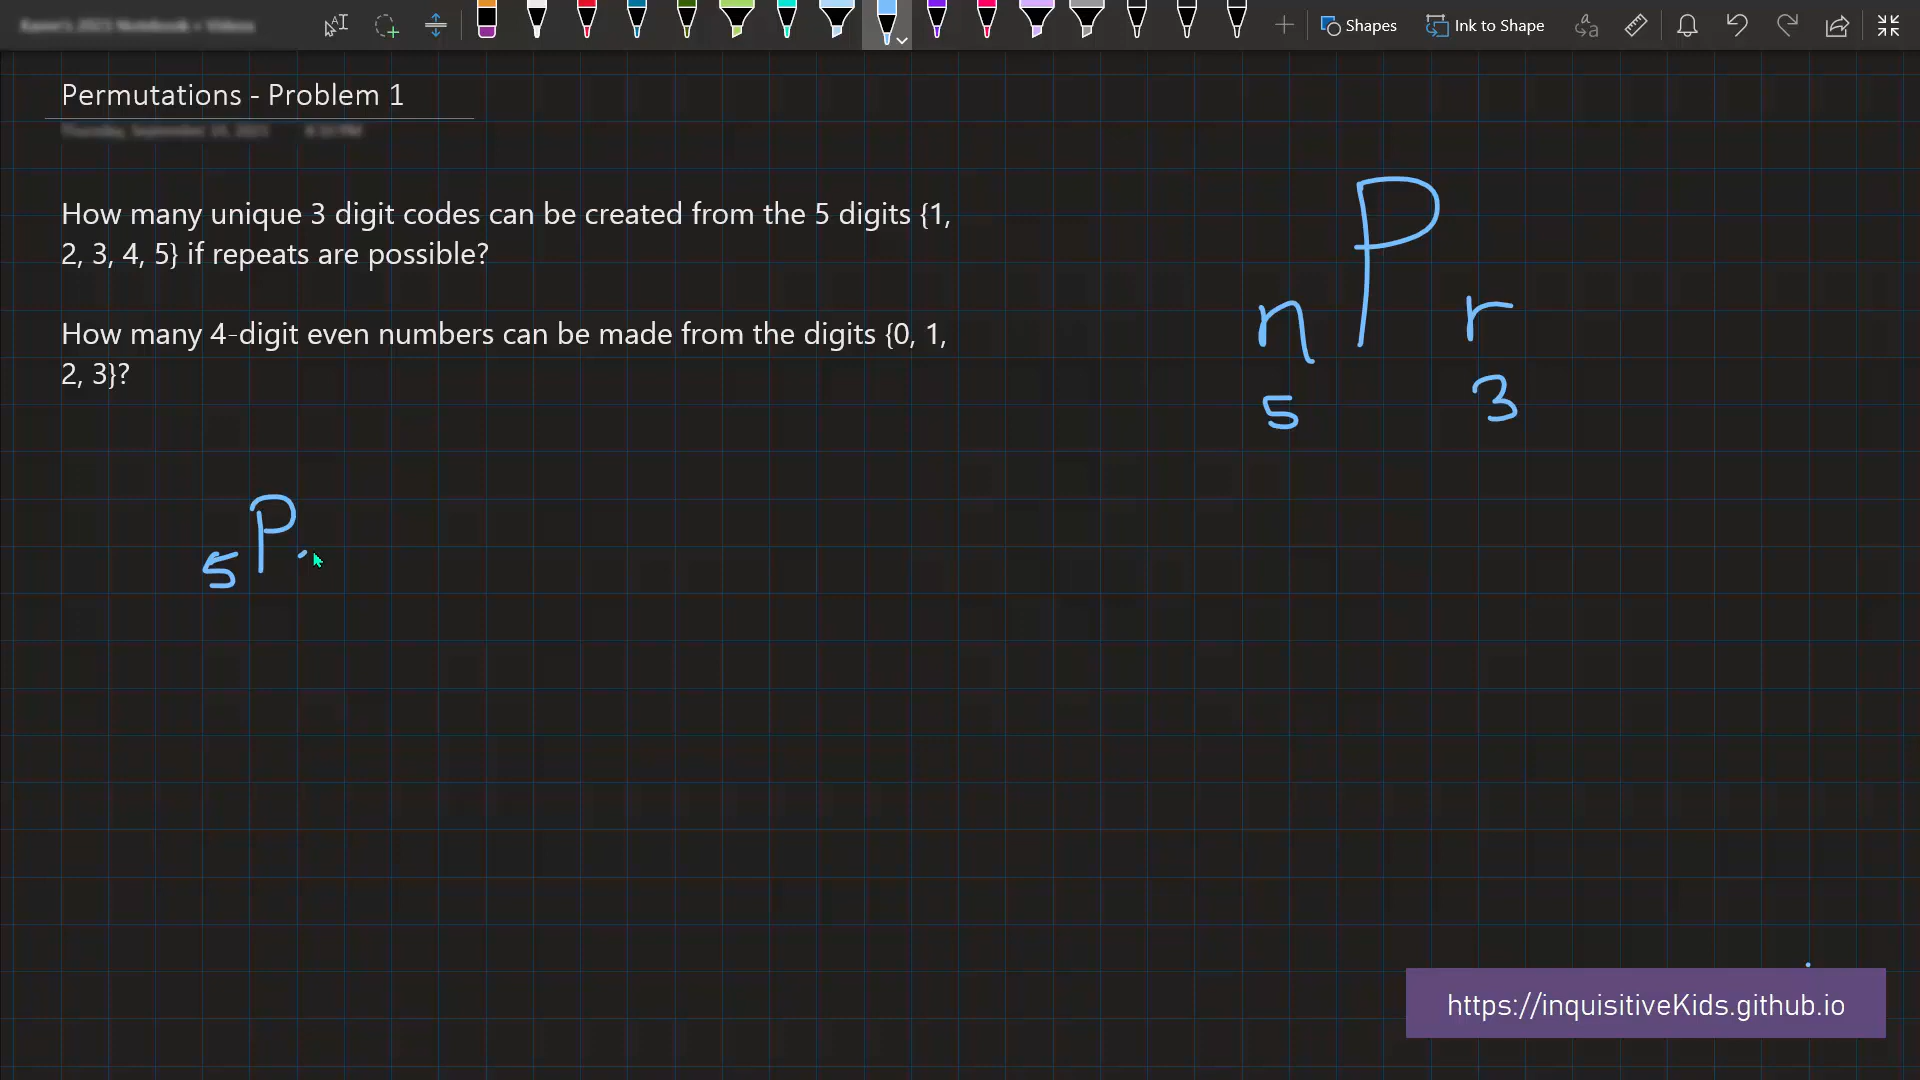 Shapes
Ink to Shape
Permutations - Problem 1
How many unique 3 digit codes can be created from the 5 digits {1,
2, 3, 4, 5} if repeats are possible?
How many 4-digit even numbers can be made from the digits {0, 1,
2, 3}?
n P r
5 3
5 P
https://inquisitiveKids.github.io